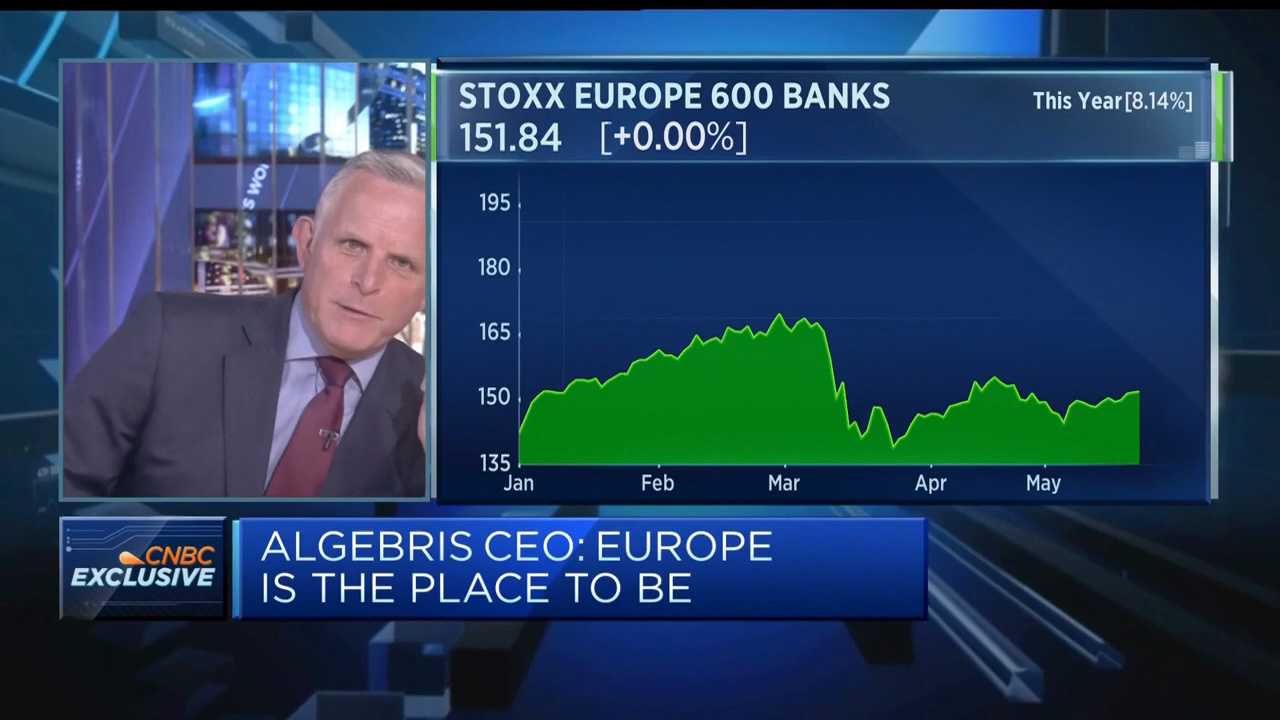 STOXX EUROPE 600 BANKS
This Year[8.14%]
151.84 [+0.00%]
195
180
165
150
135
Jan Feb Mar Apr May
CNBC
EXCLUSIVE
ALGEBRIS CEO: EUROPE
IS THE PLACE TO BE